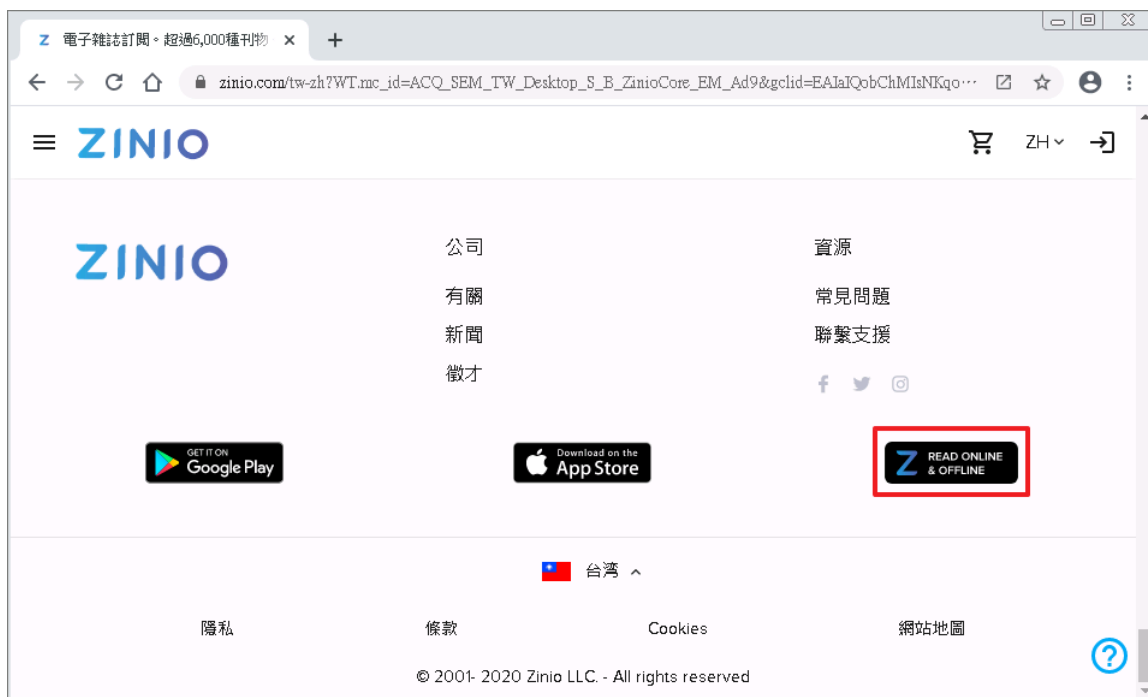 Z 電子雜誌訂閱。超過6,000種刊物
zinio.com/tw-zh?WT.mc_id=ACQ_SEM_TW_Desktop_S_B_ZinioCore_EM_Ad9&gclid=EAIaIQobChMIsNKqo…
ZINIO ZH
ZINIO 公司 資源
有關 常見問題
新聞 聯繫支援
徵才
GET IT ON Download on the READ ONLINE
Google Play App Store Z & OFFLINE
台湾
隱私 條款 Cookies 網站地圖
© 2001- 2020 Zinio LLC. - All rights reserved